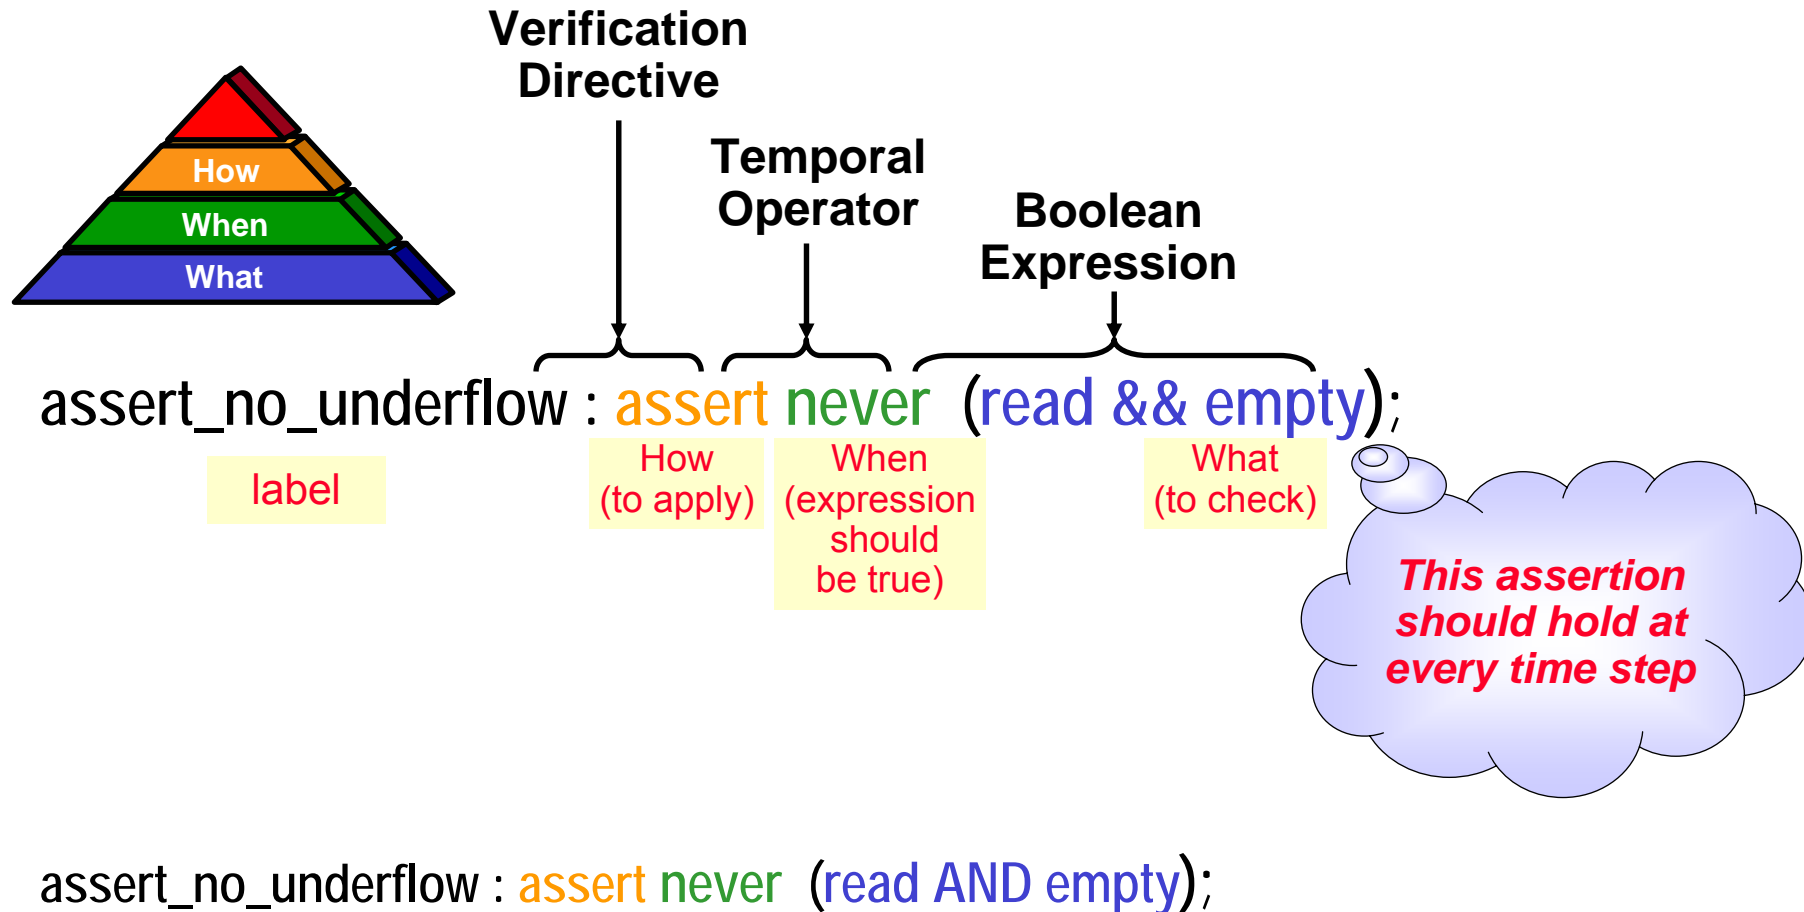 Verification
Directive
Temporal
Operator
Boolean
Expression
How
When
What
assert_no_underflow : assert never (read && empty);
label
How
(to apply)
When
(expression
should
be true)
What
(to check)
This assertion
should hold at
every time step
assert_no_underflow : assert never (read AND empty);